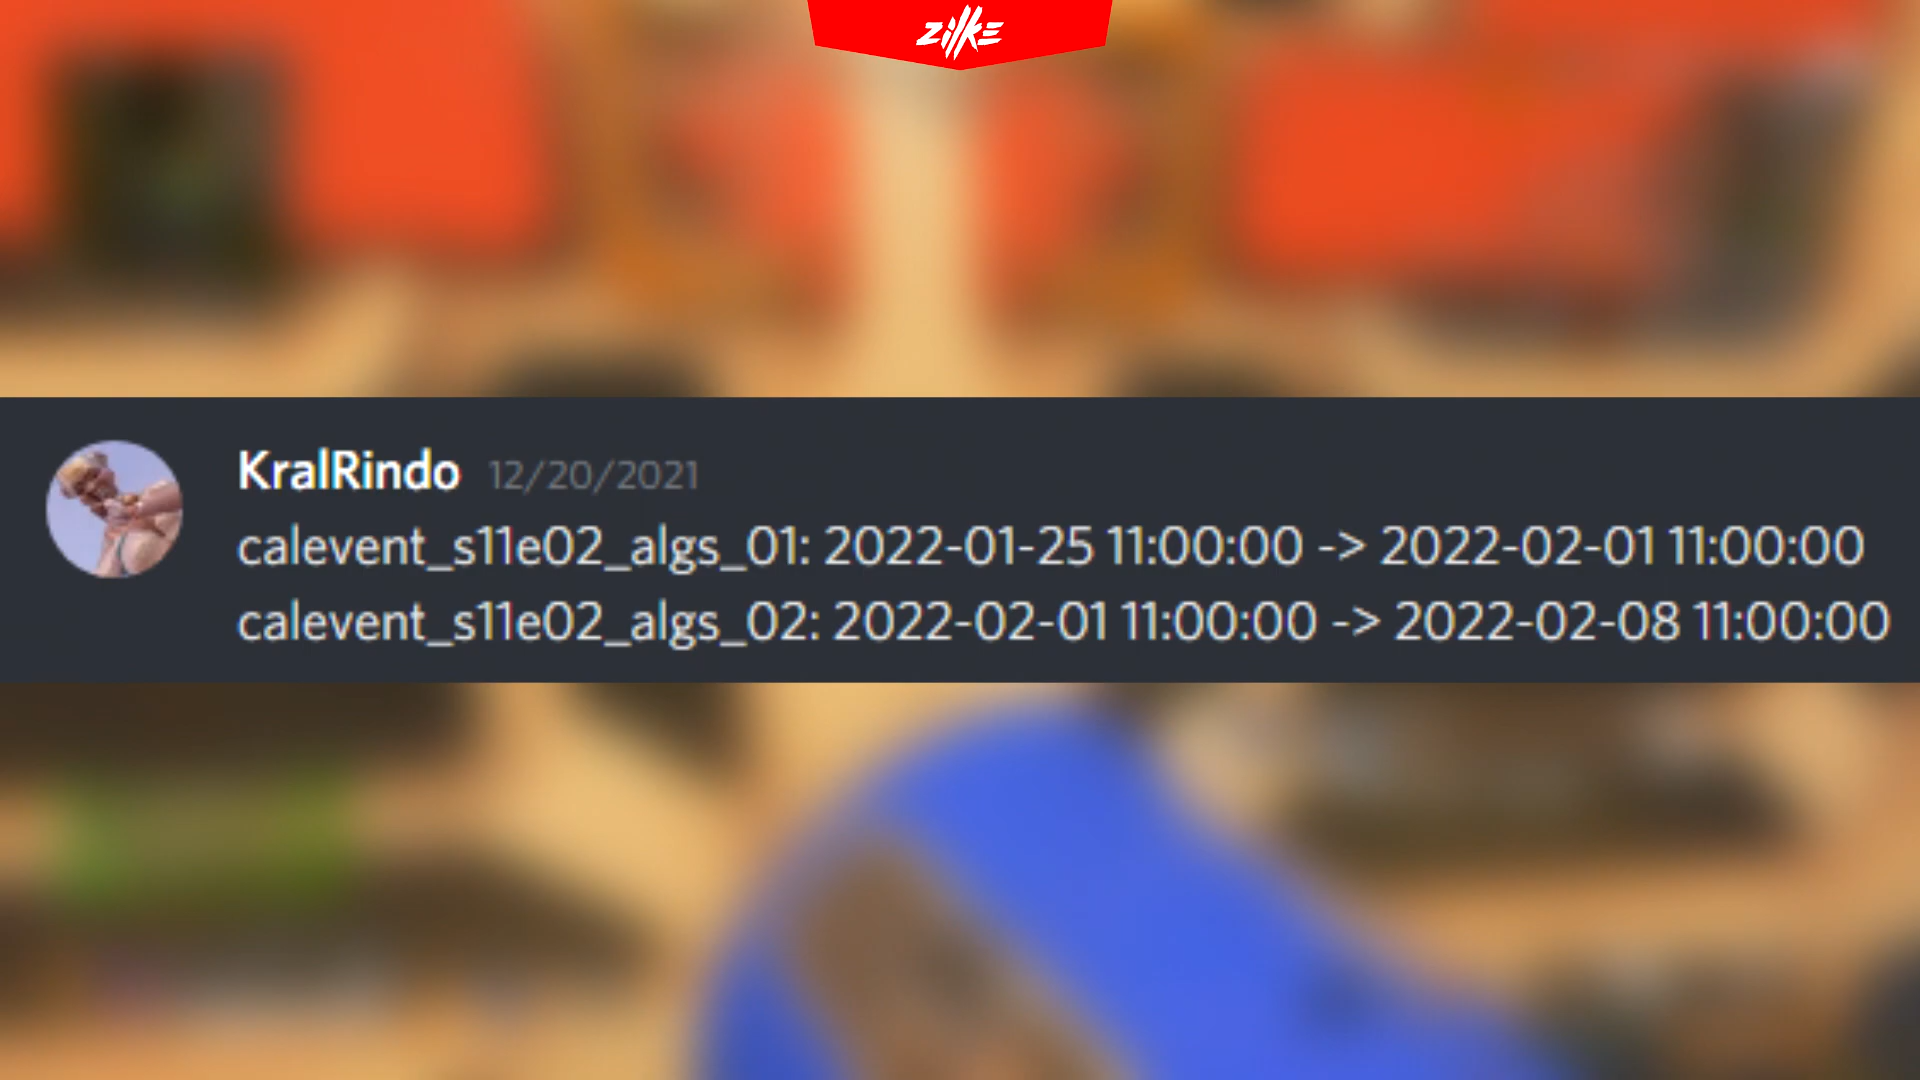 ZilKE
KralRindo 12/20/2021
calevent_s11e02_algs_01: 2022-01-25 11:00:00 -> 2022-02-01 11:00:00
calevent_s11e02_algs_02: 2022-02-01 11:00:00 -> 2022-02-08 11:00:00